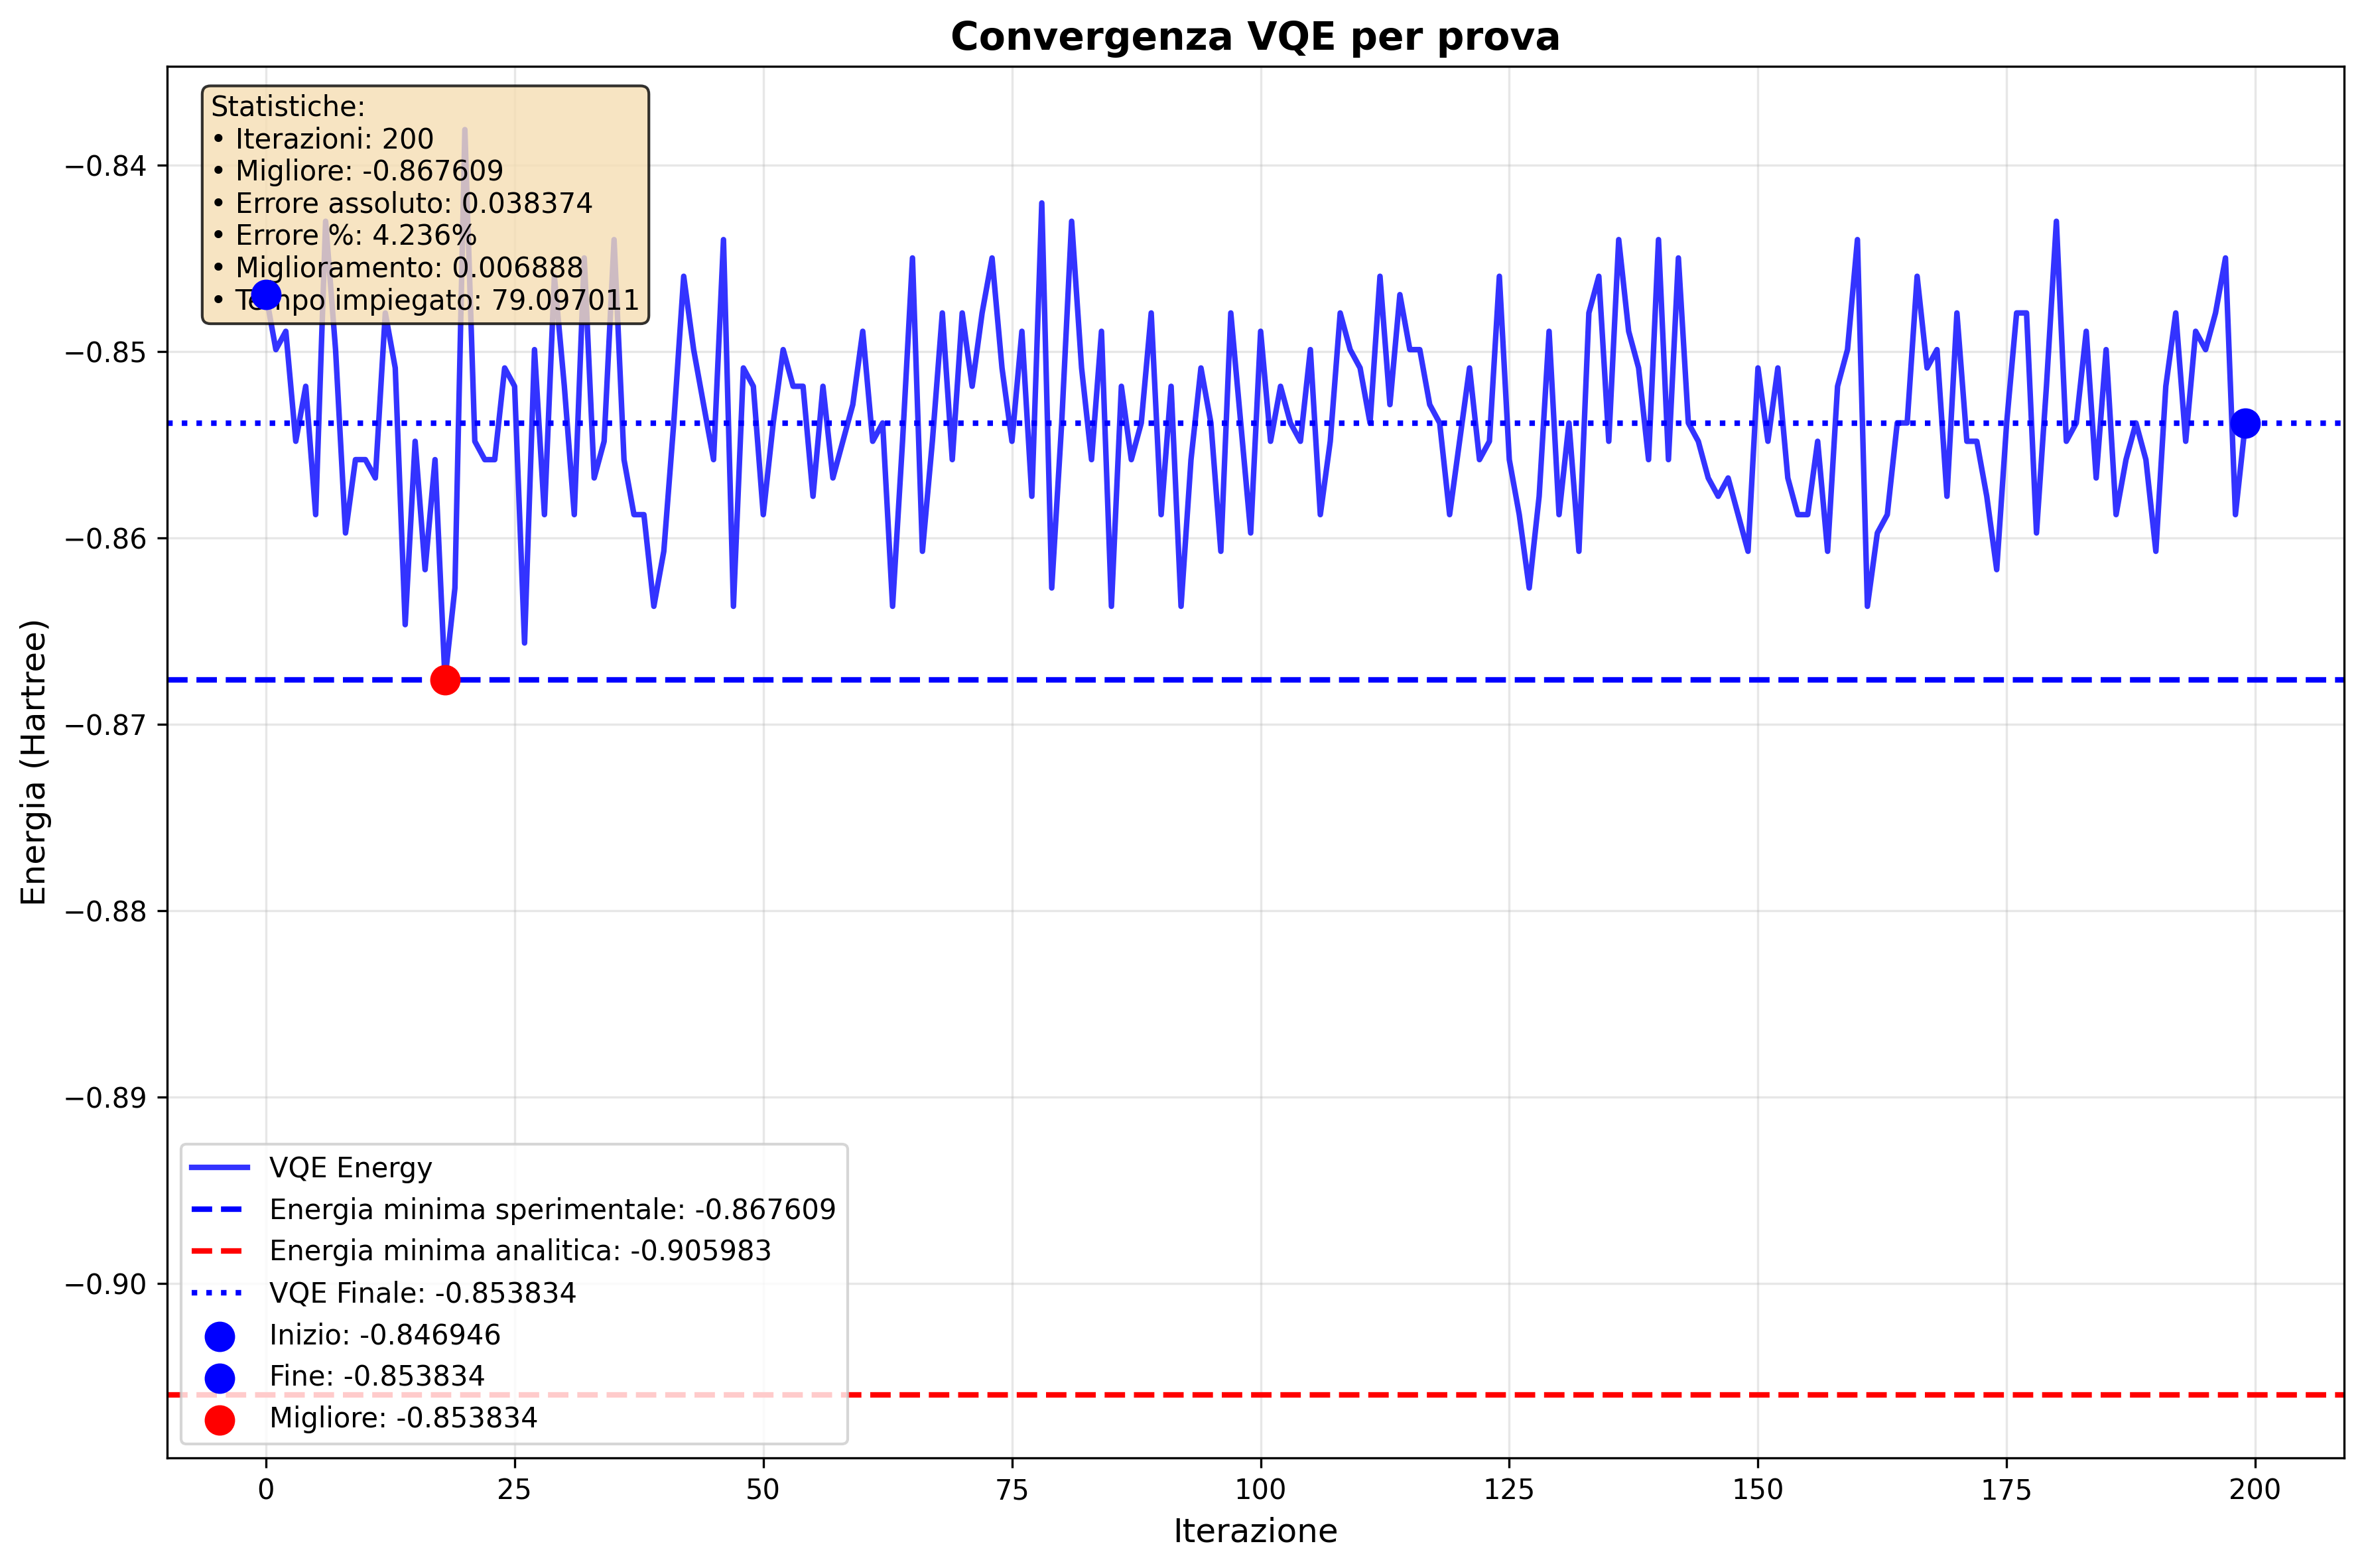 Convergenza VQE per prova
Statistiche:
• Iterazioni: 200
• Migliore: -0.867609
• Errore assoluto: 0.038374
• Errore %: 4.236%
• Miglioramento: 0.006888
• Tempo impiegato: 79.097011
−0.84
−0.85
−0.86
−0.87
−0.88
−0.89
−0.90
Energia (Hartree)
VQE Energy
Energia minima sperimentale: -0.867609
Energia minima analitica: -0.905983
VQE Finale: -0.853834
Inizio: -0.846946
Fine: -0.853834
Migliore: -0.853834
0 25 50 75 100 125 150 175 200
Iterazione